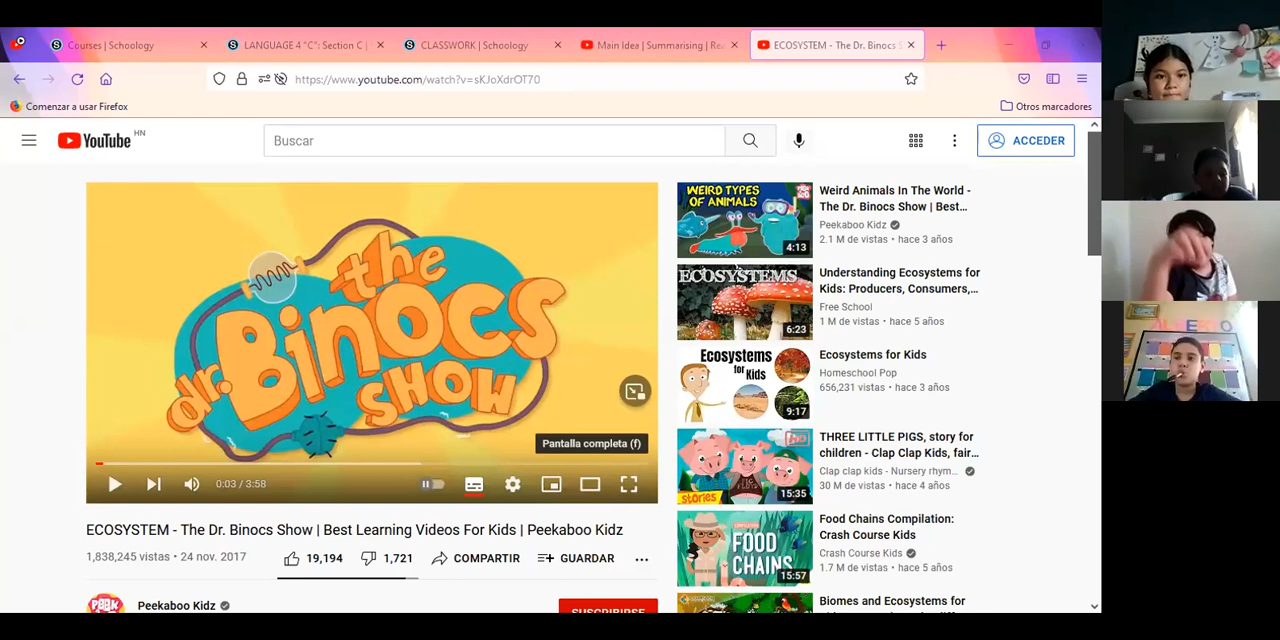 Courses | Schoology
LANGUAGE 4 "C": Section C |
CLASSWORK | Schoology
Main Idea | Summarising | Re
ECOSYSTEM - The Dr. Binocs S
https://www.youtube.com/watch?v=sKJoXdrOT70
Comenzar a usar Firefox
Otros marcadores
YouTube HN
Buscar
ACCEDER
the
dr. Binocs
SHOW
Pantalla completa (f)
0:03 / 3:58
ECOSYSTEM - The Dr. Binocs Show | Best Learning Videos For Kids | Peekaboo Kidz
1,838,245 vistas • 24 nov. 2017
19,194
1,721
COMPARTIR
GUARDAR
Peekaboo Kidz
SUSCRIBIRSE
WEIRD TYPES
OF ANIMALS
4:13
Weird Animals In The World -
The Dr. Binocs Show | Best...
Peekaboo Kidz
2.1 M de vistas • hace 3 años
ECOSYSTEMS
6:23
Understanding Ecosystems for
Kids: Producers, Consumers,...
Free School
1 M de vistas • hace 5 años
Ecosystems
for Kids
9:17
Ecosystems for Kids
Homeschool Pop
656,231 vistas • hace 3 años
HD
stories
15:35
THREE LITTLE PIGS, story for
children - Clap Clap Kids, fair...
Clap clap kids - Nursery rhym...
30 M de vistas • hace 4 años
FOOD
CHAINS
15:57
Food Chains Compilation:
Crash Course Kids
Crash Course Kids
1.7 M de vistas • hace 5 años
Biomes and Ecosystems for